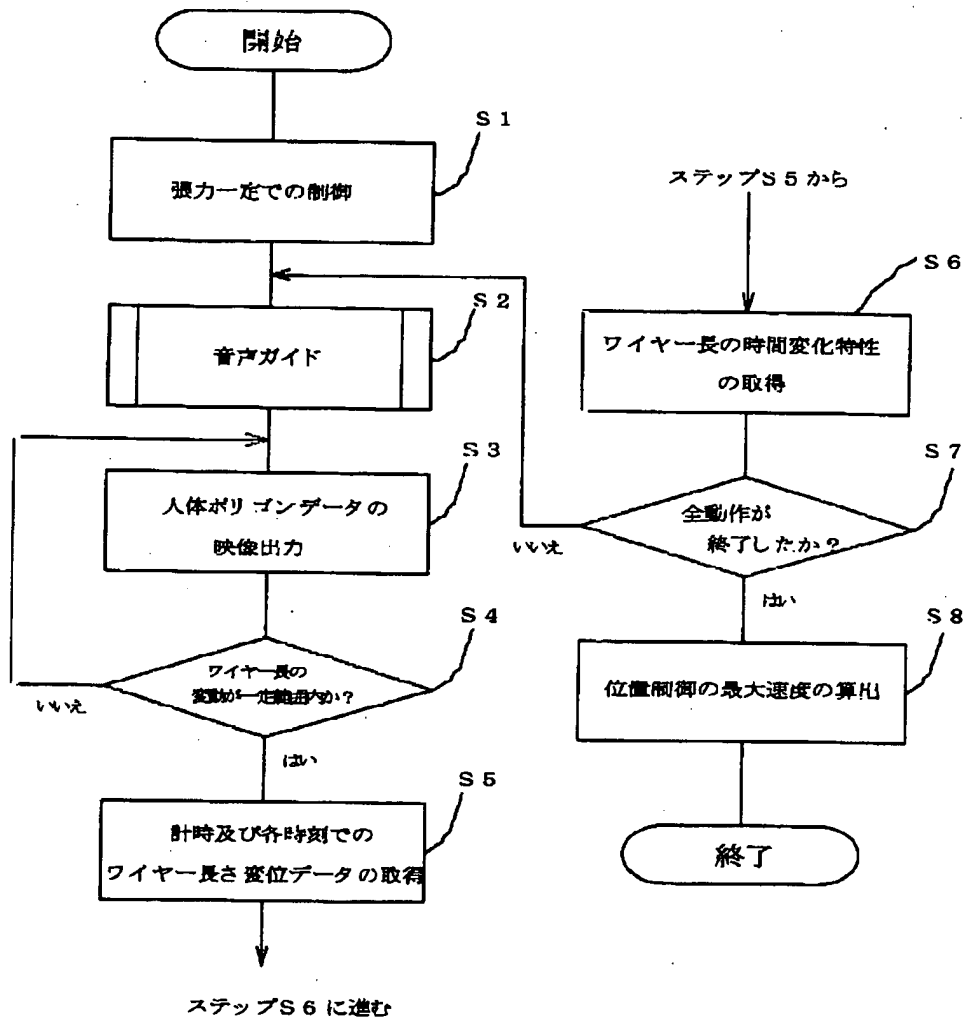 開始
S1
張力一定での制御
S2
音声ガイド
S3
人体ポリゴンデータの
映像出力
S4
ワイヤー長の
変動が一定範囲内か？
いいえ
はい
S5
計時及び各時刻での
ワイヤー長さ変位データの取得
ステップS6に進む
ステップS5から
S6
ワイヤー長の時間変化特性
の取得
S7
全動作が
終了したか？
いいえ
はい
S8
位置制御の最大速度の算出
終了